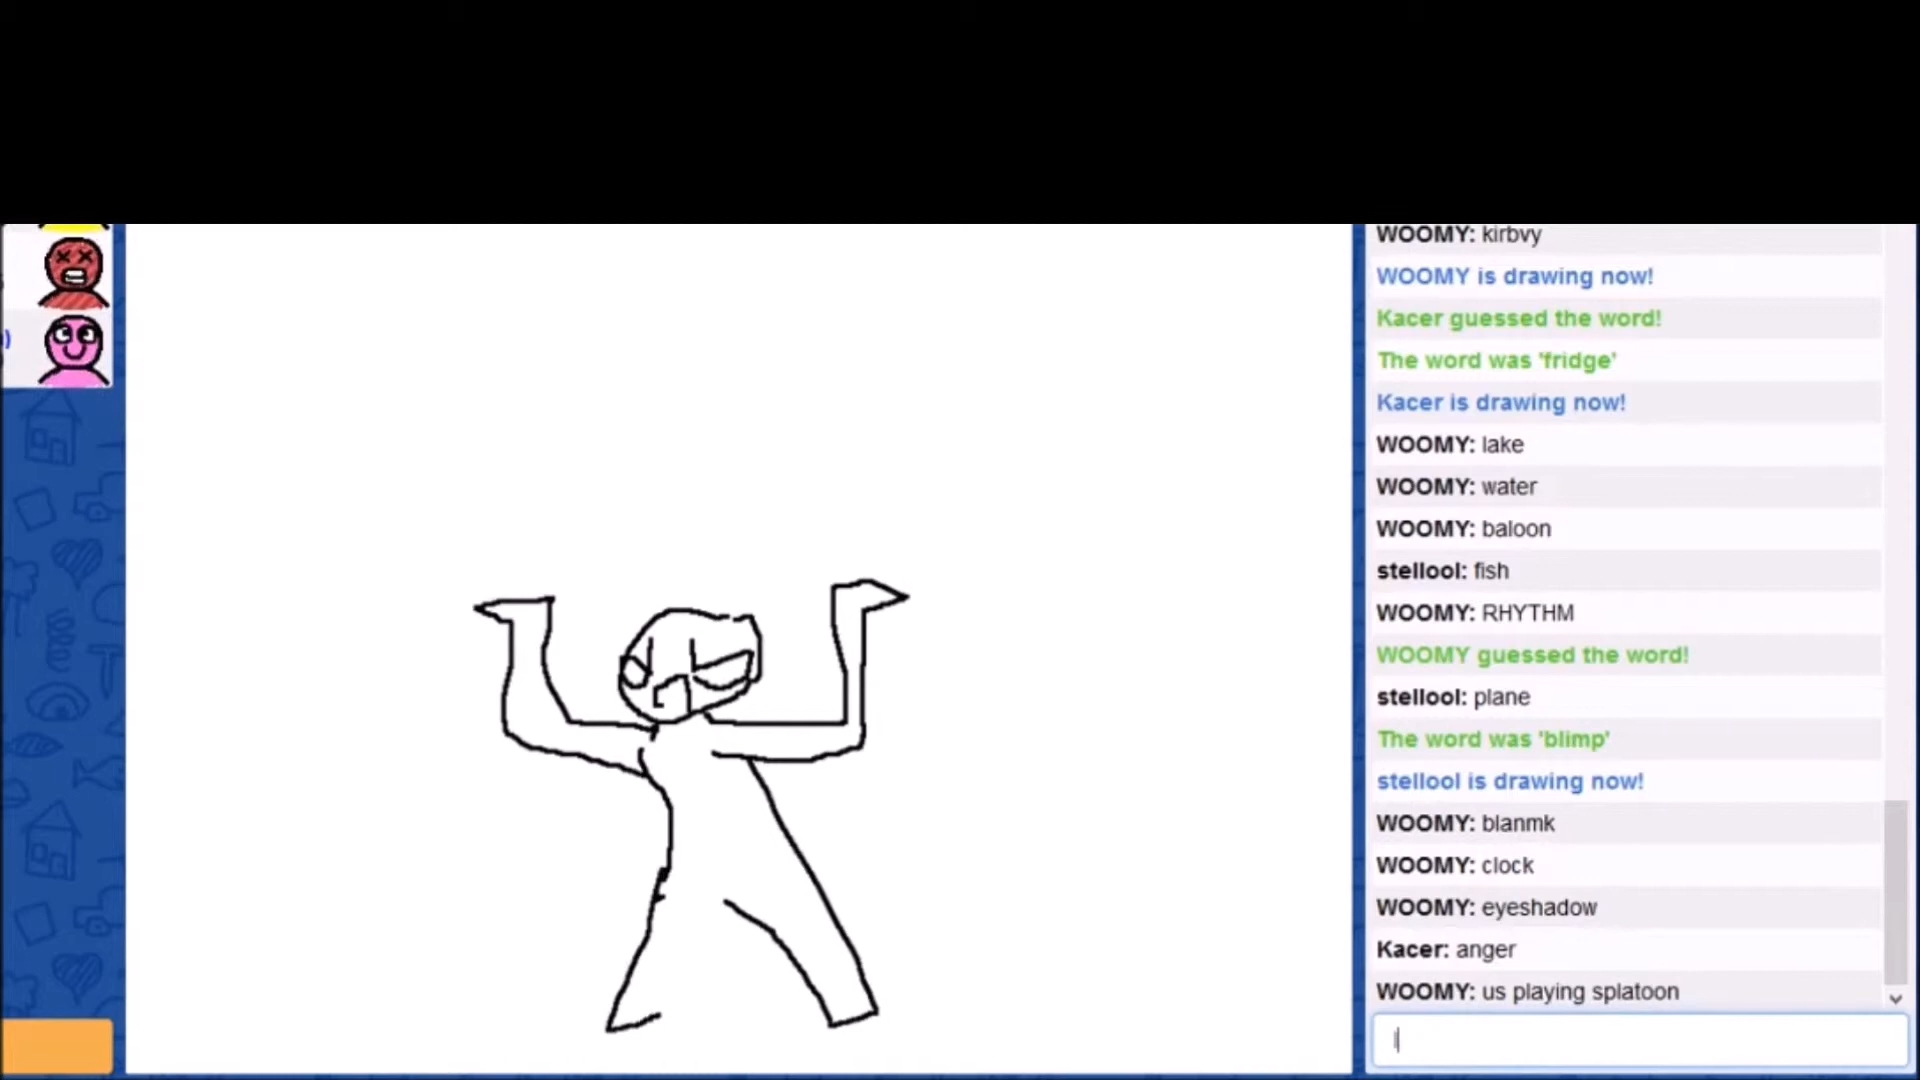 )
WOOMY: kirbvy
WOOMY is drawing now!
Kacer guessed the word!
The word was 'fridge'
Kacer is drawing now!
WOOMY: lake
WOOMY: water
WOOMY: baloon
stellool: fish
WOOMY: RHYTHM
WOOMY guessed the word!
stellool: plane
The word was 'blimp'
stellool is drawing now!
WOOMY: blanmk
WOOMY: clock
WOOMY: eyeshadow
Kacer: anger
WOOMY: us playing splatoon